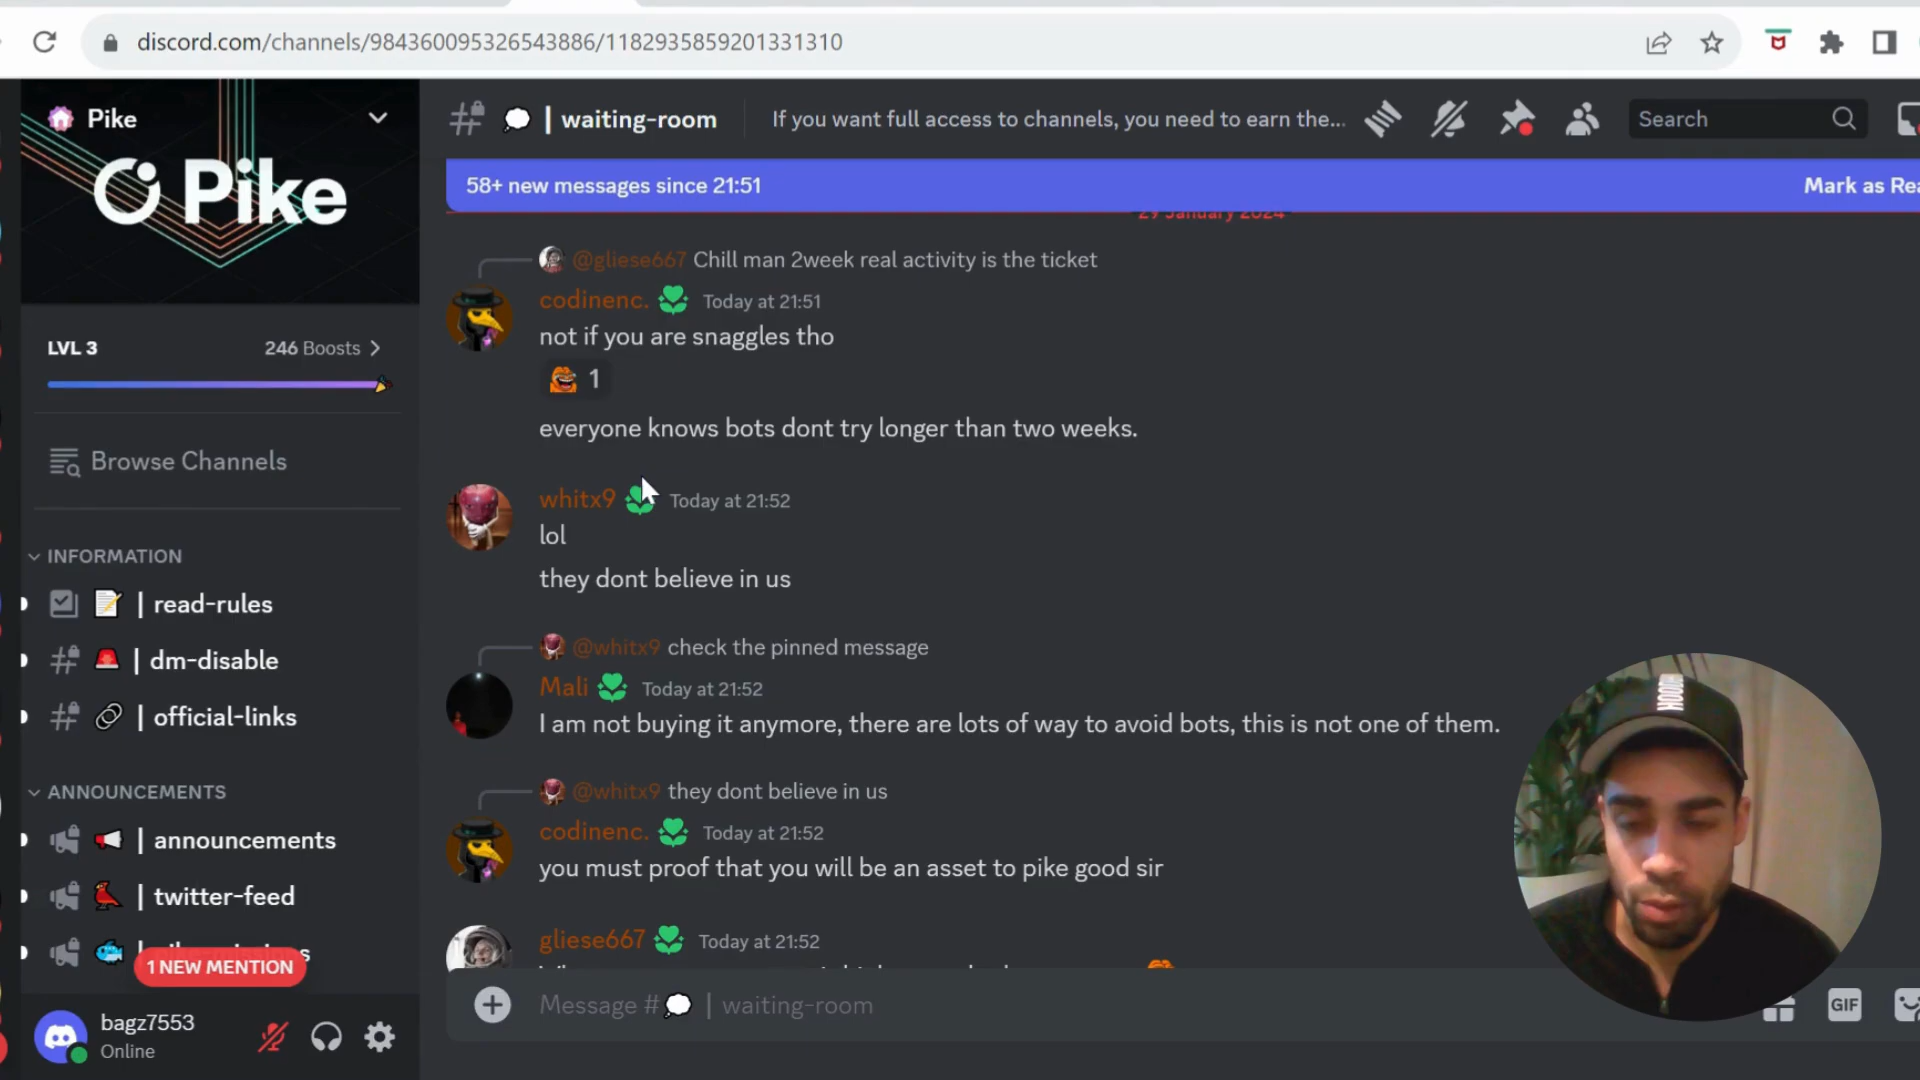 discord.com/channels/984360095326543886/1182935859201331310
Pike
Pike
LVL 3
246 Boosts
Browse Channels
INFORMATION
| read-rules
| dm-disable
| official-links
ANNOUNCEMENTS
| announcements
| twitter-feed
1 NEW MENTION
bagz7553
Online
| waiting-room
If you want full access to channels, you need to earn the...
Search
58+ new messages since 21:51
Mark as Rea
29 January 2024
@gliese667 Chill man 2week real activity is the ticket
codinenc. Today at 21:51
not if you are snaggles tho
1
everyone knows bots dont try longer than two weeks.
whitx9 Today at 21:52
lol
they dont believe in us
@whitx9 check the pinned message
Mali Today at 21:52
I am not buying it anymore, there are lots of way to avoid bots, this is not one of them.
@whitx9 they dont believe in us
codinenc. Today at 21:52
you must proof that you will be an asset to pike good sir
gliese667 Today at 21:52
Message # | waiting-room
GIF